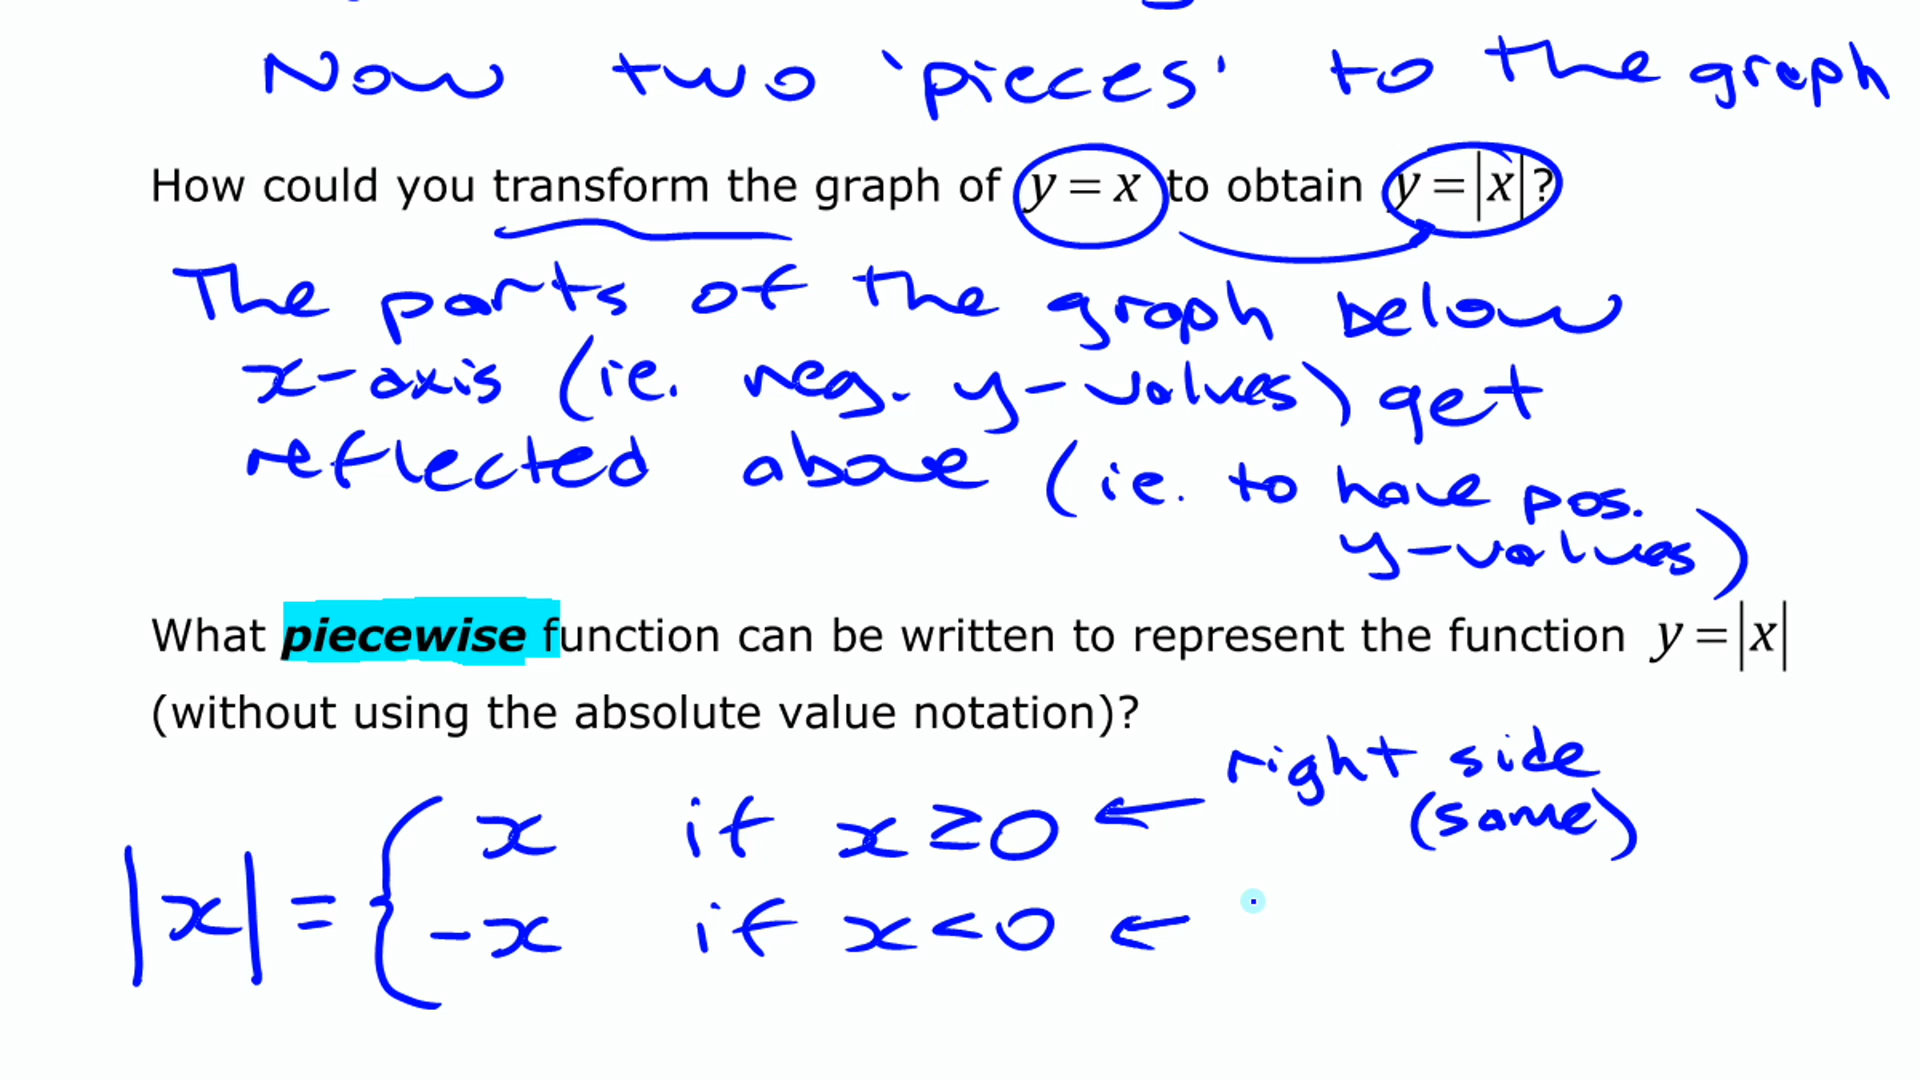 Now two 'pieces' to the graph
How could you transform the graph of y = x to obtain y = |x|?
The parts of the graph below
x-axis (ie. neg. y-values) get
reflected above (ie. to have pos.
y-values)
What piecewise function can be written to represent the function y = |x|
(without using the absolute value notation)?
right side
(same)
x if x ≥ 0 ←
|x| = {
-x if x < 0 ←